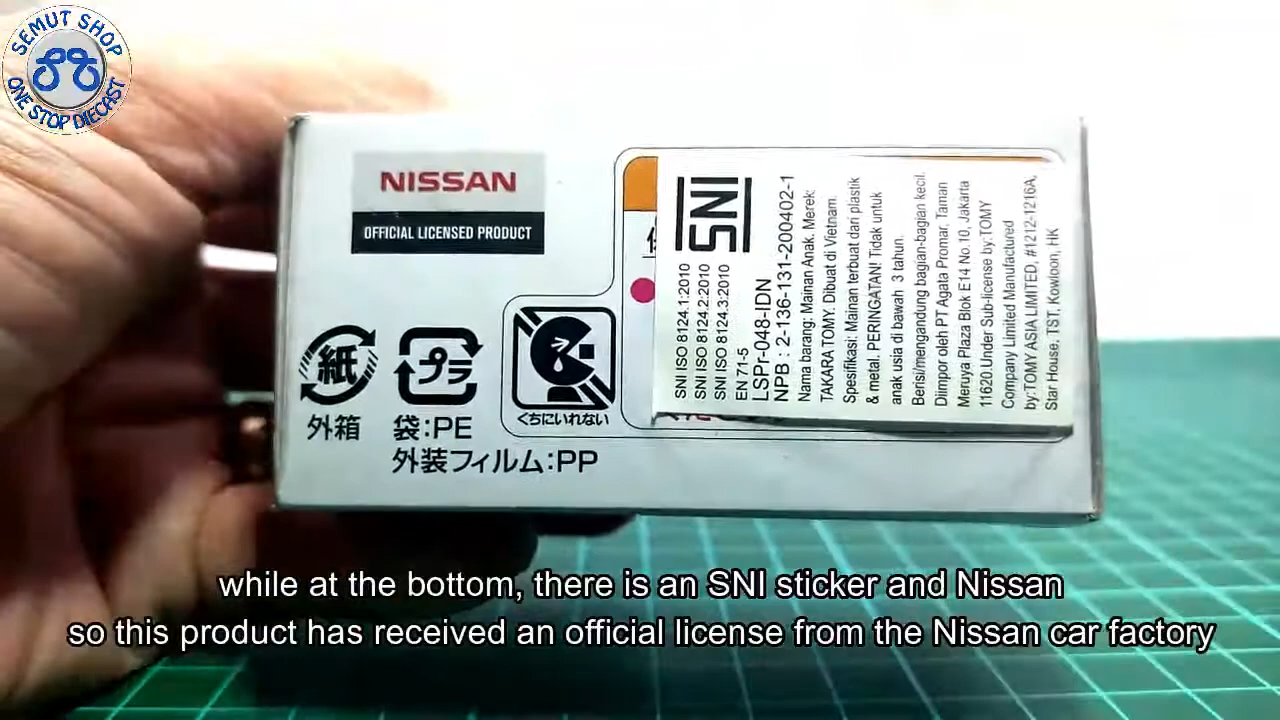 SEMUT SHOP
ONE STOP DIECAST
NISSAN
OFFICIAL LICENSED PRODUCT
紙
外箱
プラ
袋:PE
外装フィルム:PP
くちにいれない
SNI
SNI ISO 8124.1:2010
SNI ISO 8124.2:2010
SNI ISO 8124.3:2010
EN 71-5
LSPr-048-IDN
NPB : 2-136-131-200402-1
Nama barang: Mainan Anak. Merek:
TAKARA TOMY. Dibuat di Vietnam.
Spesifikasi: Mainan terbuat dari plastik
& metal. PERINGATAN! Tidak untuk
anak usia di bawah 3 tahun.
Berisi/mengandung bagian-bagian kecil.
Diimpor oleh PT Agata Promar, Taman
Meruya Plaza Blok E14 No.10, Jakarta
11620.Under Sub-license by:TOMY
Company Limited Manufactured
by:TOMY ASIA LIMITED, #1212-1216A,
Star House, TST, Kowloon, HK
while at the bottom, there is an SNI sticker and Nissan
so this product has received an official license from the Nissan car factory